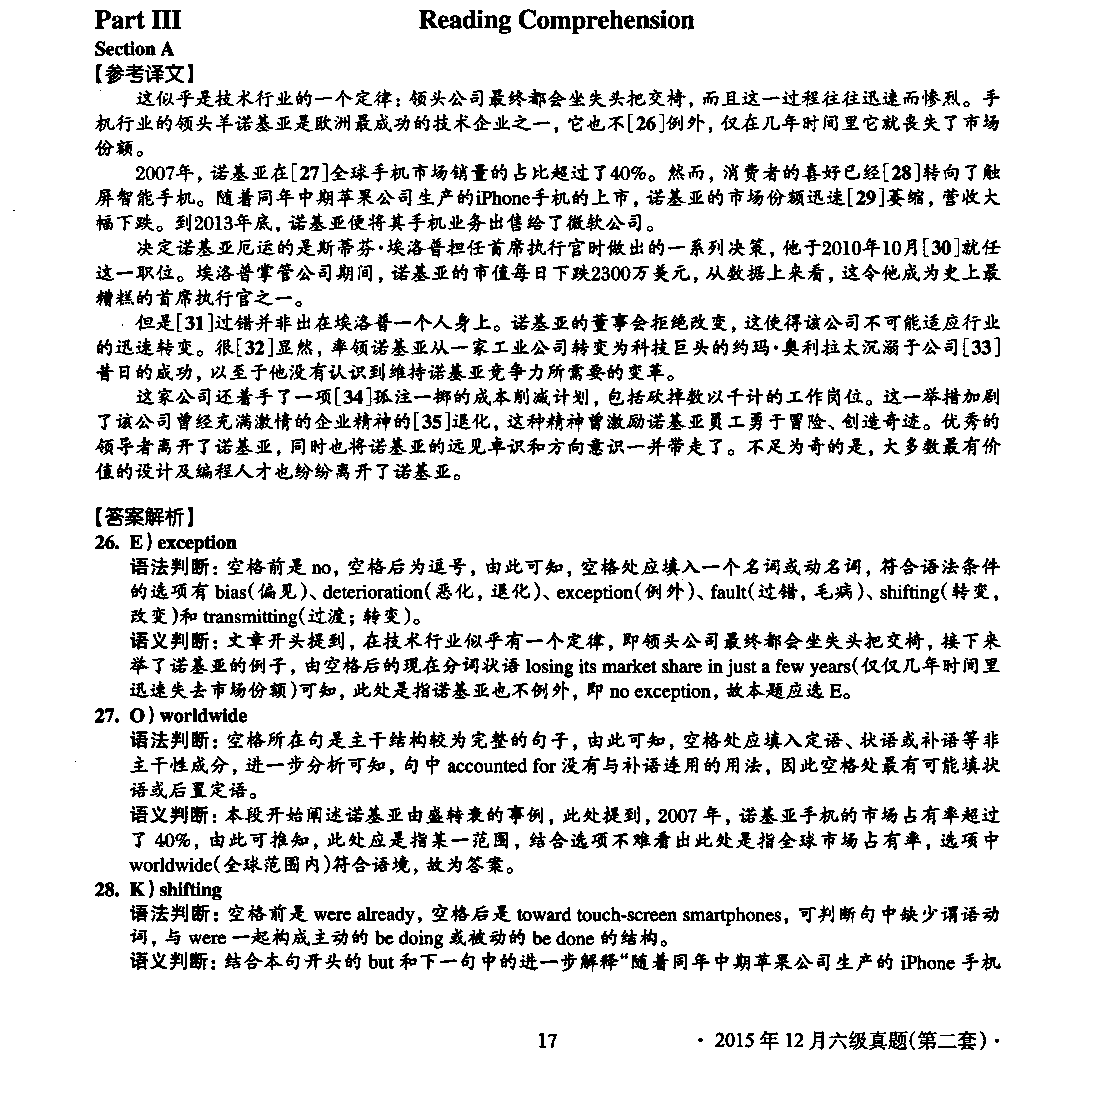 Part III Reading Comprehension
Section A
【参考译文】
这似乎是技术行业的一个定律：领头公司最终都会坐失头把交椅，而且这一过程往往迅速而惨烈。手
机行业的领头羊诺基亚是欧洲最成功的技术企业之一，它也不[26]例外，仅在几年时间里它就丧失了市场
份额。
2007年，诺基亚在[27]全球手机市场销量的占比超过了40%。然而，消费者的喜好已经[28]转向了触
屏智能手机。随着同年中期苹果公司生产的iPhone手机的上市，诺基亚的市场份额迅速[29]萎缩，营收大
幅下跌。到2013年底，诺基亚便将其手机业务出售给了微软公司。
决定诺基亚厄运的是斯蒂芬·埃洛普担任首席执行官时做出的一系列决策，他于2010年10月[30]就任
这一职位。埃洛普掌管公司期间，诺基亚的市值每日下跌2300万美元，从数据上来看，这令他成为史上最
糟糕的首席执行官之一。
但是[31]过错并非出在埃洛普一个人身上。诺基亚的董事会拒绝改变，这使得该公司不可能适应行业
的迅速转变。很[32]显然，率领诺基亚从一家工业公司转变为科技巨头的约玛·奥利拉太沉溺于公司[33]
昔日的成功，以至于他没有认识到维持诺基亚竞争力所需要的变革。
这家公司还着手了一项[34]孤注一掷的成本削减计划，包括砍掉数以千计的工作岗位。这一举措加剧
了该公司曾经充满激情的企业精神的[35]退化，这种精神曾激励诺基亚员工勇于冒险、创造奇迹。优秀的
领导者离开了诺基亚，同时也将诺基亚的远见卓识和方向意识一并带走了。不足为奇的是，大多数最有价
值的设计及编程人才也纷纷离开了诺基亚。
【答案解析】
26. E) exception
语法判断：空格前是 no，空格后为逗号，由此可知，空格处应填入一个名词或动名词，符合语法条件
的选项有 bias(偏见)、deterioration(恶化，退化)、exception(例外)、fault(过错，毛病)、shifting(转变，
改变)和 transmitting(过渡；转变)。
语义判断：文章开头提到，在技术行业似乎有一个定律，即领头公司最终都会坐失头把交椅，接下来
举了诺基亚的例子，由空格后的现在分词状语 losing its market share in just a few years(仅仅几年时间里
迅速失去市场份额)可知，此处是指诺基亚也不例外，即 no exception，故本题应选 E。
27. O) worldwide
语法判断：空格所在句是主干结构较为完整的句子，由此可知，空格处应填入定语、状语或补语等非
主干性成分，进一步分析可知，句中 accounted for 没有与补语连用的用法，因此空格处最有可能填状
语或后置定语。
语义判断：本段开始阐述诺基亚由盛转衰的事例，此处提到，2007 年，诺基亚手机的市场占有率超过
了 40%，由此可推知，此处应是指某一范围，结合选项不难看出此处是指全球市场占有率，选项中
worldwide(全球范围内)符合语境，故为答案。
28. K) shifting
语法判断：空格前是 were already，空格后是 toward touch-screen smartphones，可判断句中缺少谓语动
词，与 were 一起构成主动的 be doing 或被动的 be done 的结构。
语义判断：结合本句开头的 but 和下一句中的进一步解释“随着同年中期苹果公司生产的 iPhone 手机
17 · 2015 年 12 月六级真题(第二套) ·